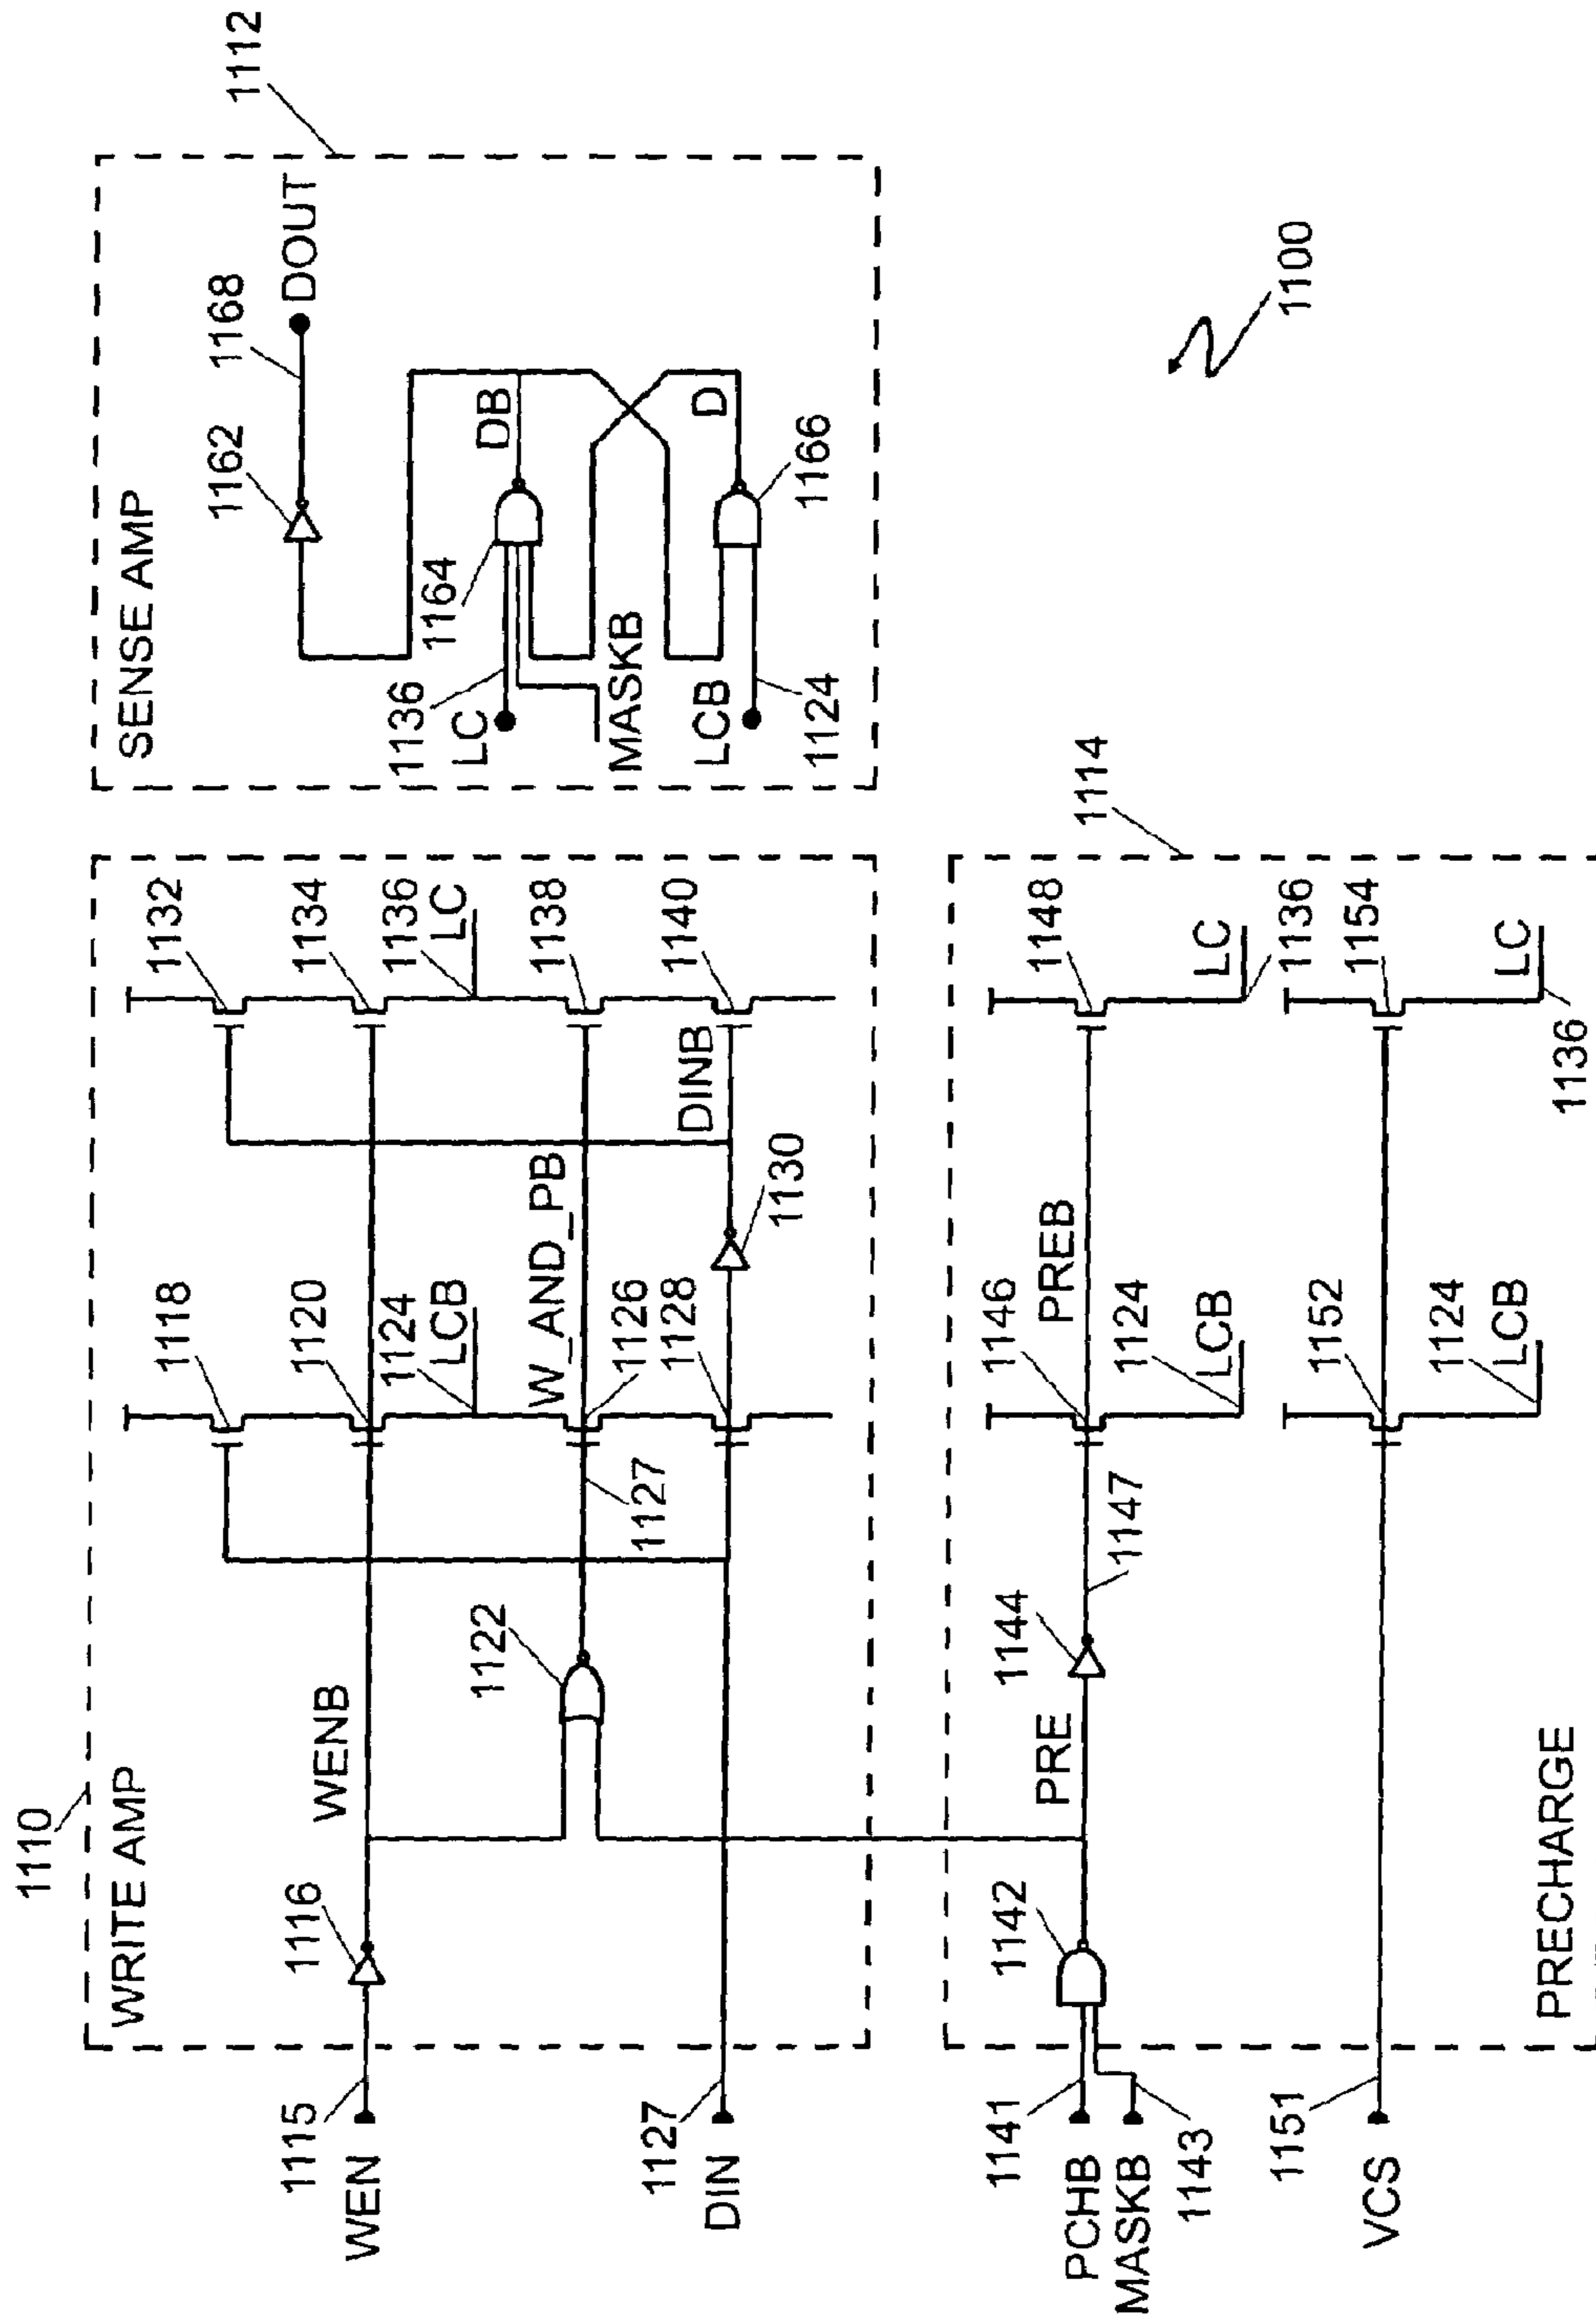 1110
WRITE AMP
1115
WEN
1116
WENB
1118
1120
1124
LCB
1122
W_AND_PB
1127
1126
1128
1127
DIN
1130
DINB
1132
1134
1136
LC
1138
1140
SENSE AMP
1112
1162
1168
DOUT
1164
DB
1136
LC
MASKB
D
LCB
1124
1166
1114
1141
PCHB
MASKB
1143
1142
PRE
1144
1147
1146
PREB
1124
LCB
1148
LC
1136
1151
VCS
1152
1124
LCB
1154
LC
1136
PRECHARGE
1100